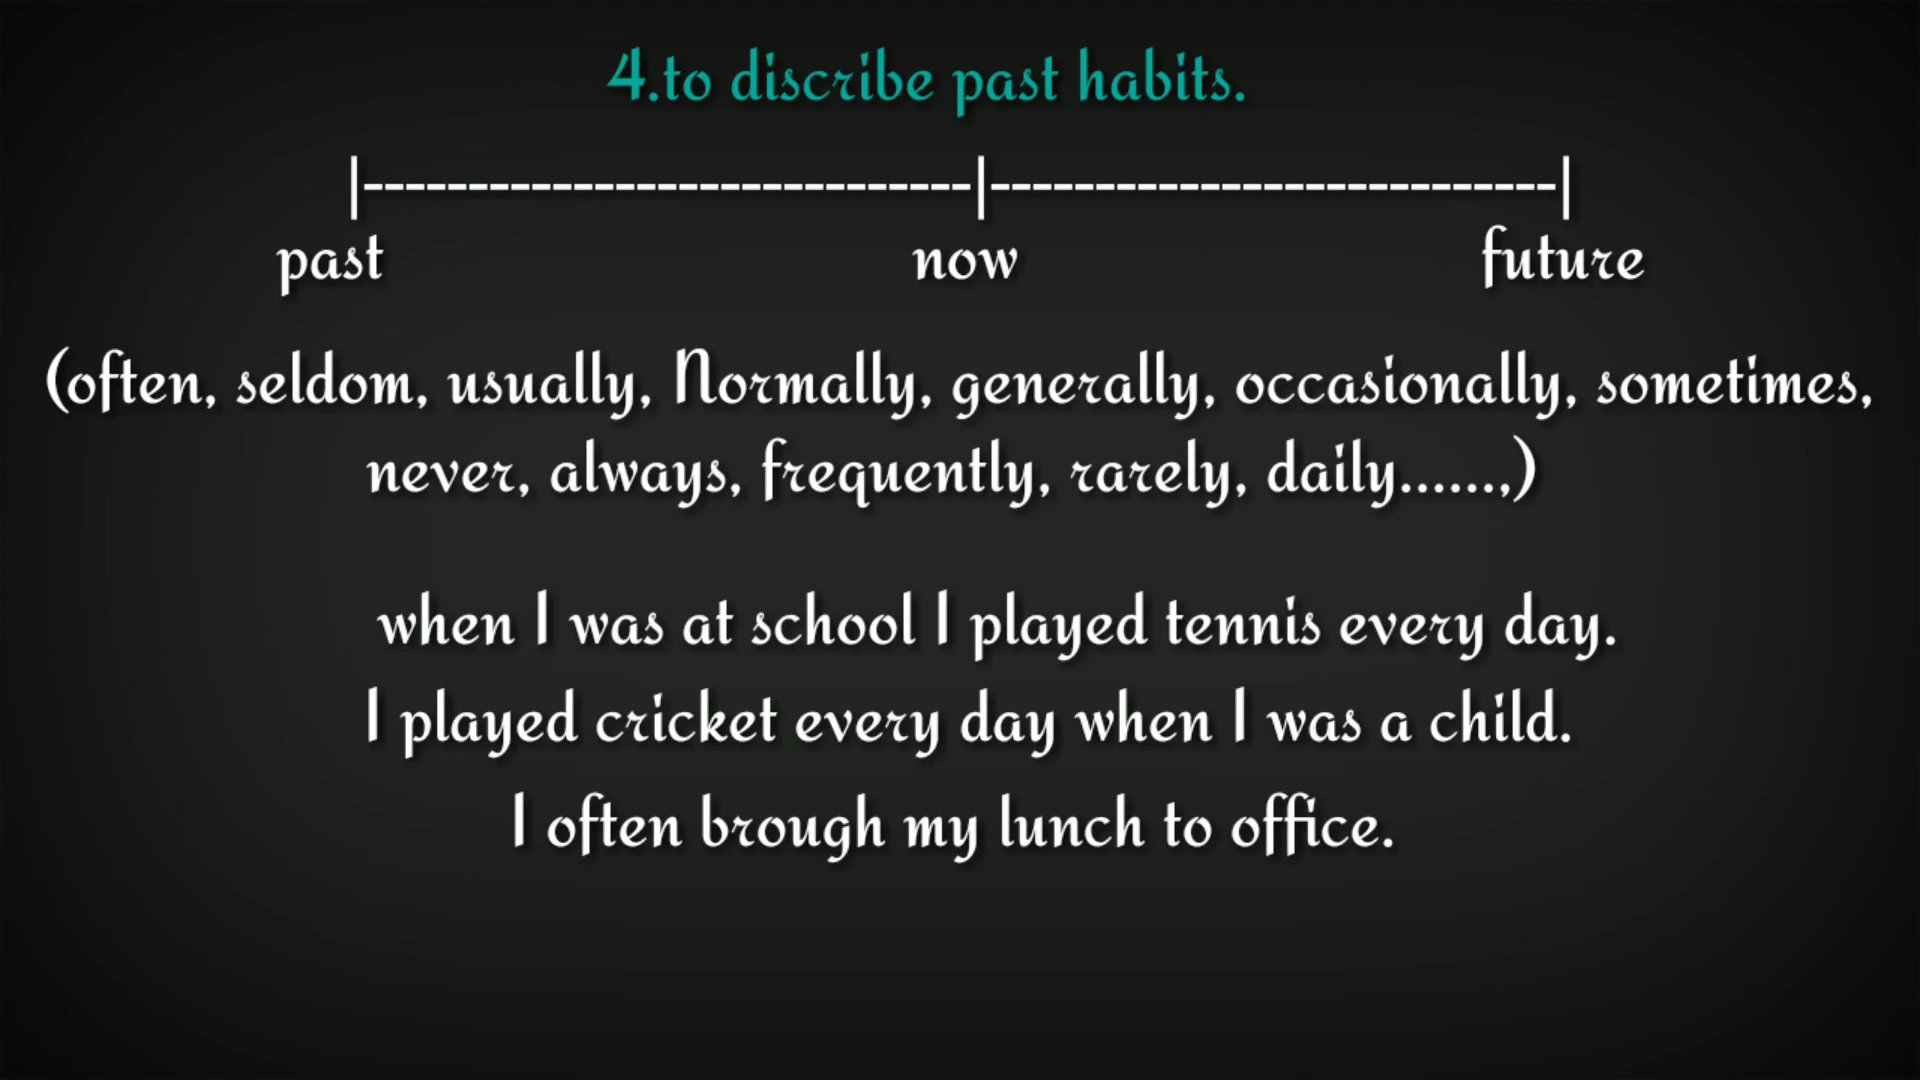 4.to discribe past habits.
|-----------------------------|---------------------------|
past now future
(often, seldom, usually, Normally, generally, occasionally, sometimes,
never, always, frequently, rarely, daily......,)
when I was at school I played tennis every day.
I played cricket every day when I was a child.
I often brough my lunch to office.